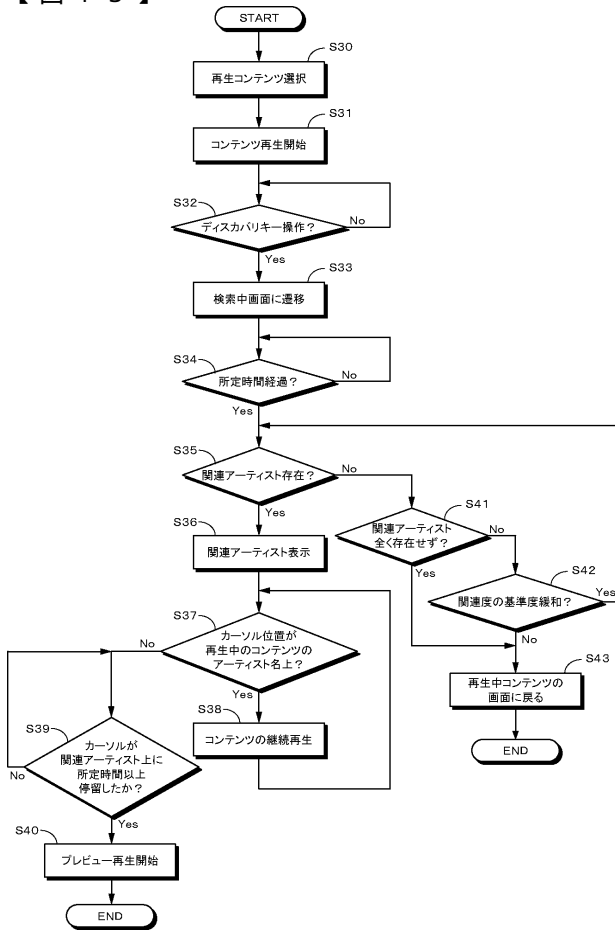 【図１３】
START
S30
再生コンテンツ選択
S31
コンテンツ再生開始
S32
ディスカバリキー操作？
No
Yes
S33
検索中画面に遷移
S34
所定時間経過？
No
Yes
S35
関連アーティスト存在？
No
Yes
S36
関連アーティスト表示
S41
関連アーティスト
全く存在せず？
No
Yes
S42
関連度の基準度緩和？
Yes
No
S43
再生中コンテンツの
画面に戻る
END
S37
カーソル位置が
再生中のコンテンツの
アーティスト名上？
No
Yes
S38
コンテンツの継続再生
S39
カーソルが
関連アーティスト上に
所定時間以上
停留したか？
No
Yes
S40
プレビュー再生開始
END